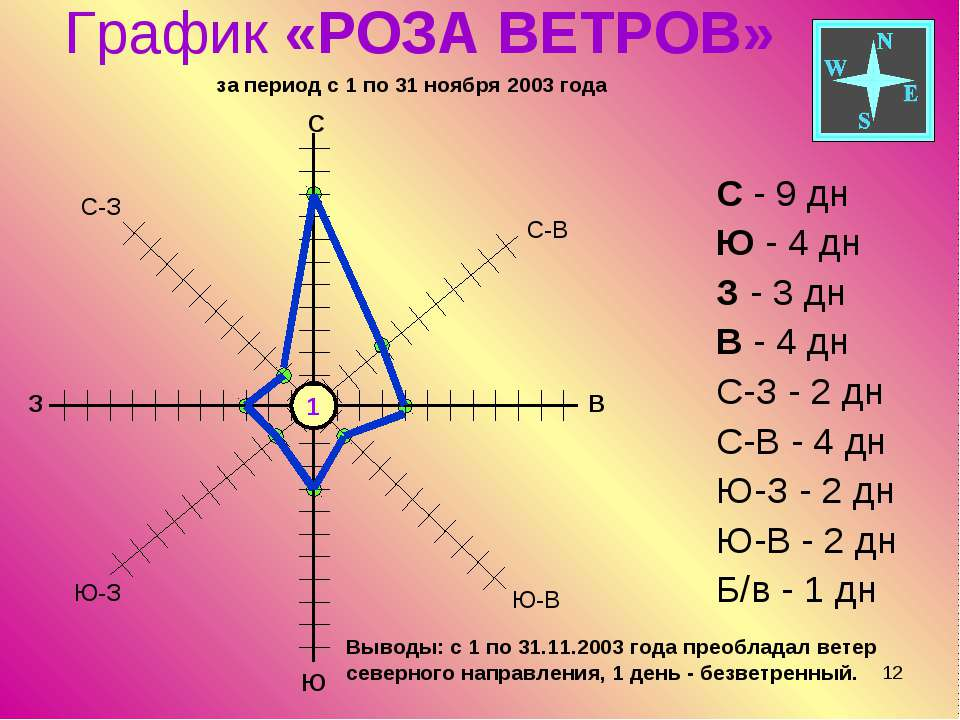 График «РОЗА ВЕТРОВ»
за период с 1 по 31 ноября 2003 года
N
W
E
S
С
С-З
С-В
З
1
В
Ю-З
Ю-В
Ю
С - 9 дн
Ю - 4 дн
З - 3 дн
В - 4 дн
С-З - 2 дн
С-В - 4 дн
Ю-З - 2 дн
Ю-В - 2 дн
Б/в - 1 дн
Выводы: с 1 по 31.11.2003 года преобладал ветер
северного направления, 1 день - безветренный.
12